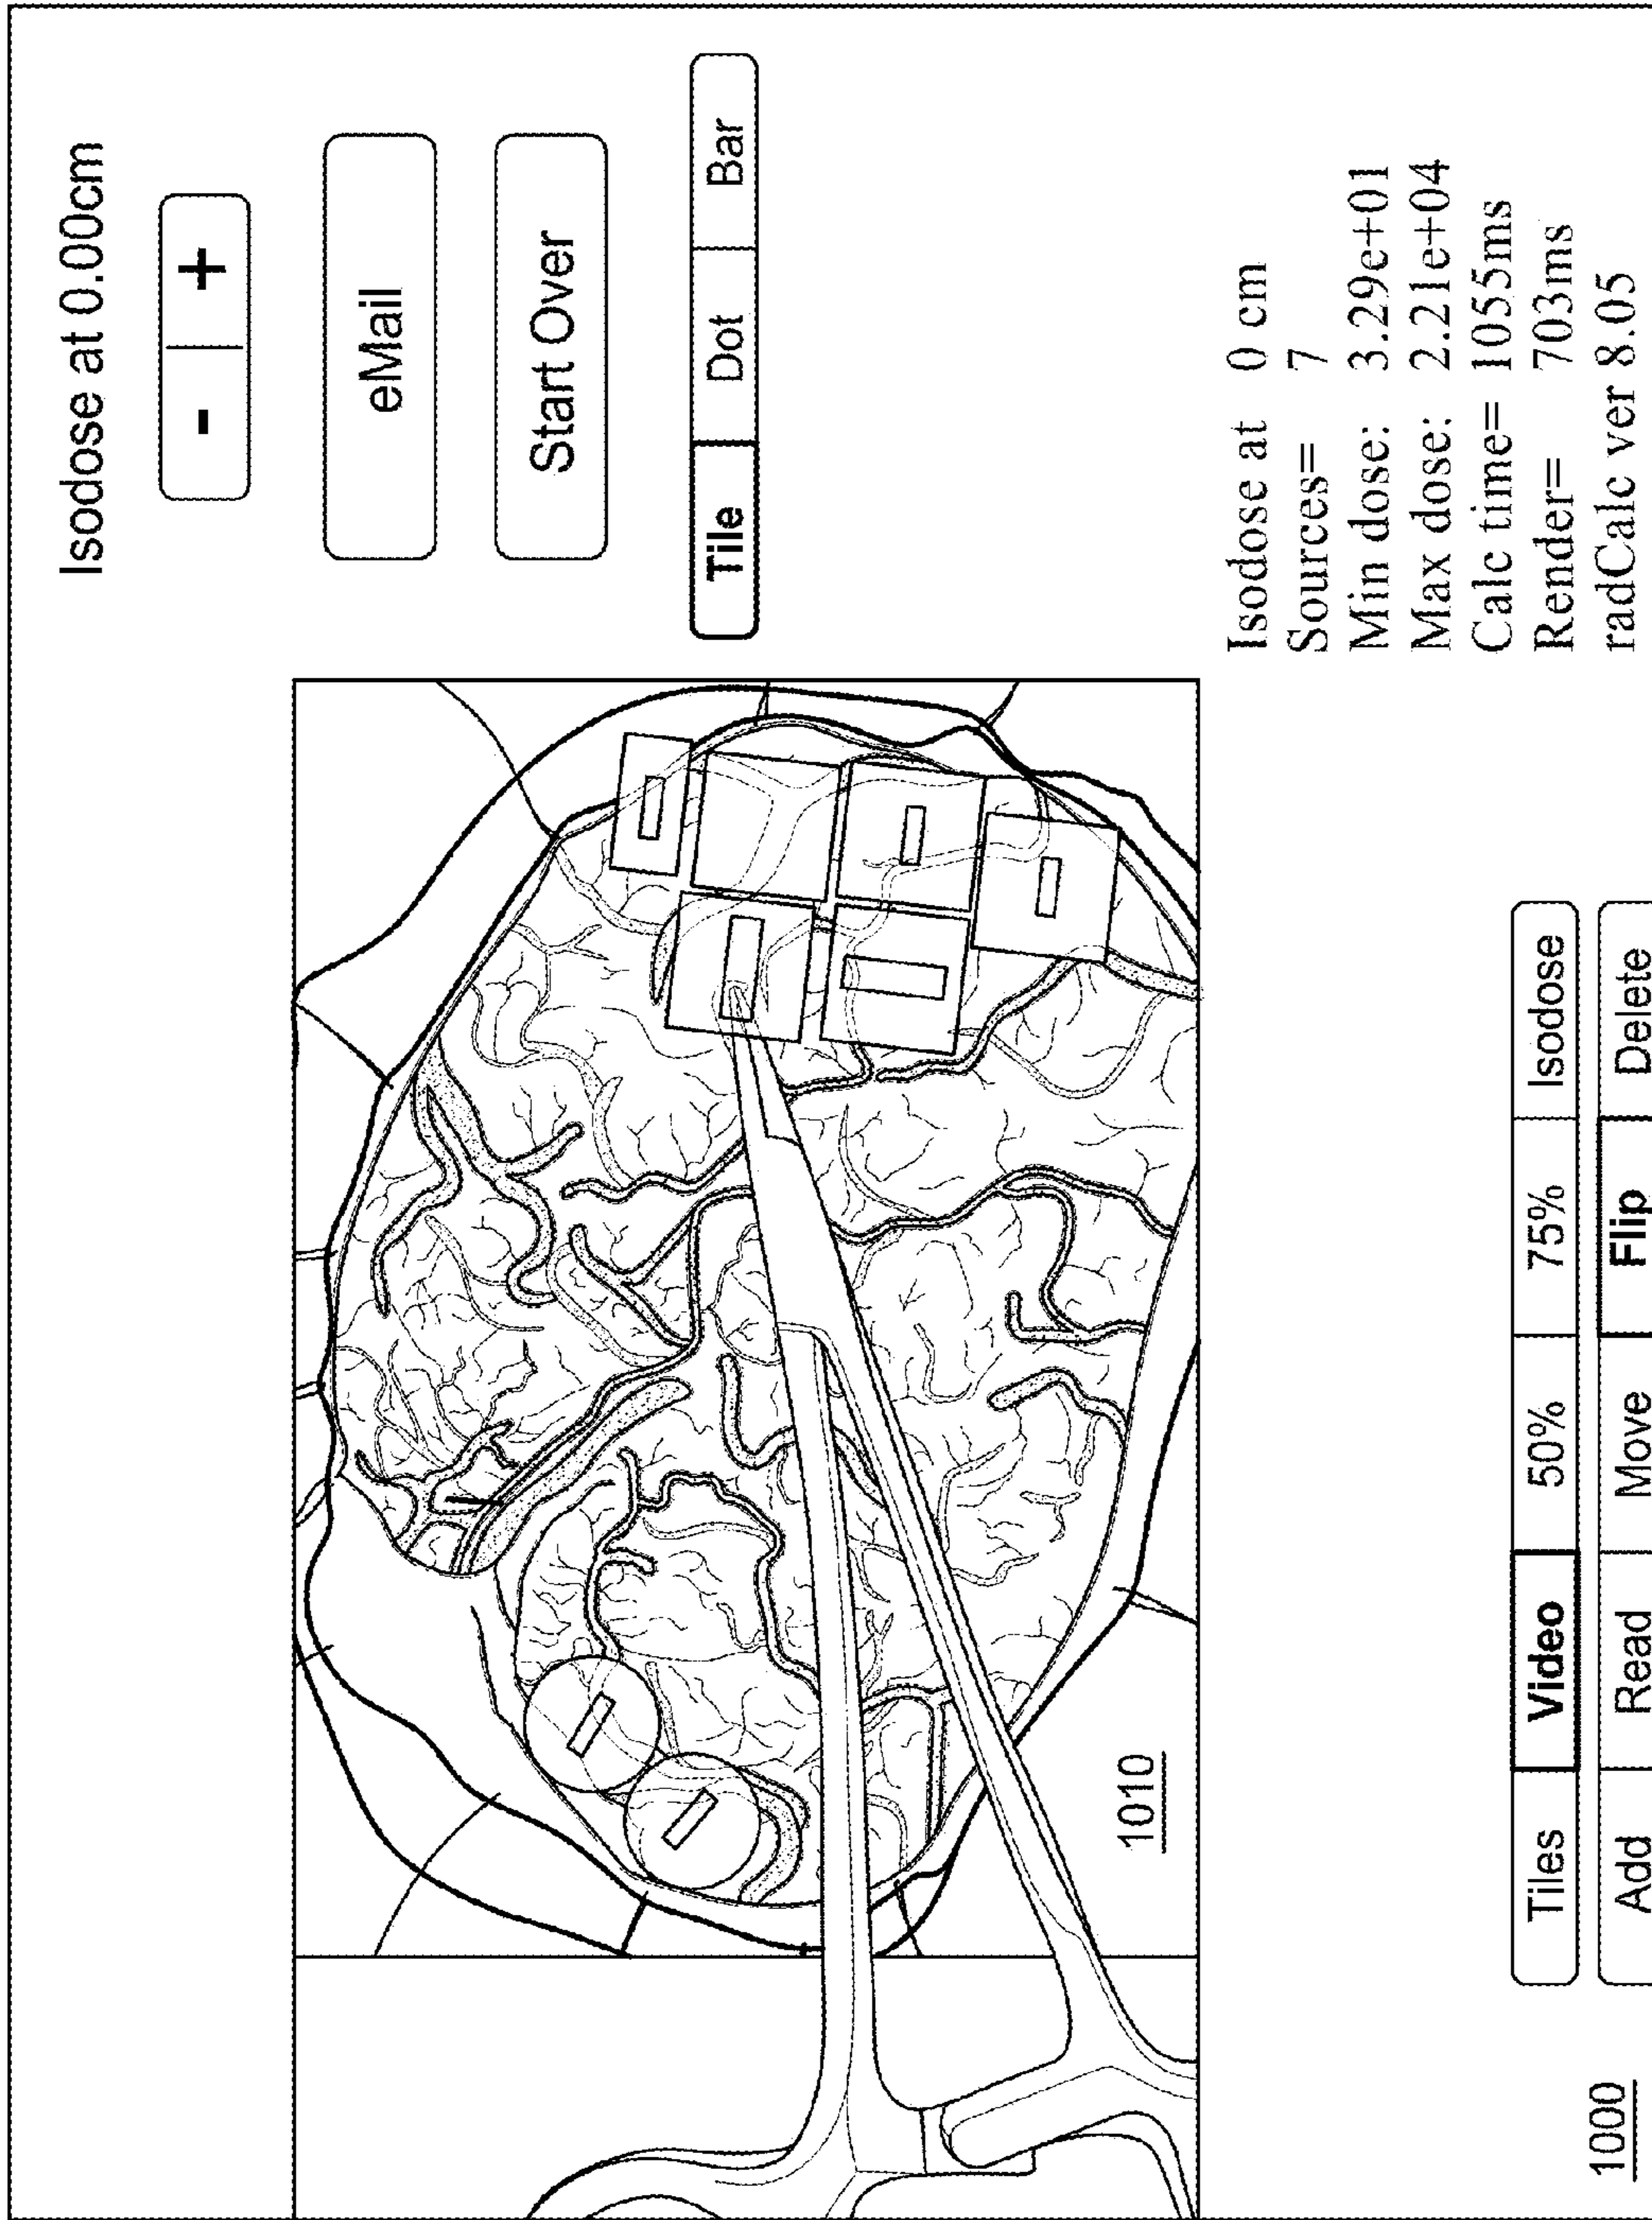 Isodose at 0.00cm
- +
eMail
Start Over
Tile Dot Bar
1010
Isodose at 0 cm
Sources= 7
Min dose: 3.29e+01
Max dose: 2.21e+04
Calc time= 1055ms
Render= 703ms
radCalc ver 8.05
Tiles Video 50% 75% Isodose
Add Read Move Flip Delete
1000